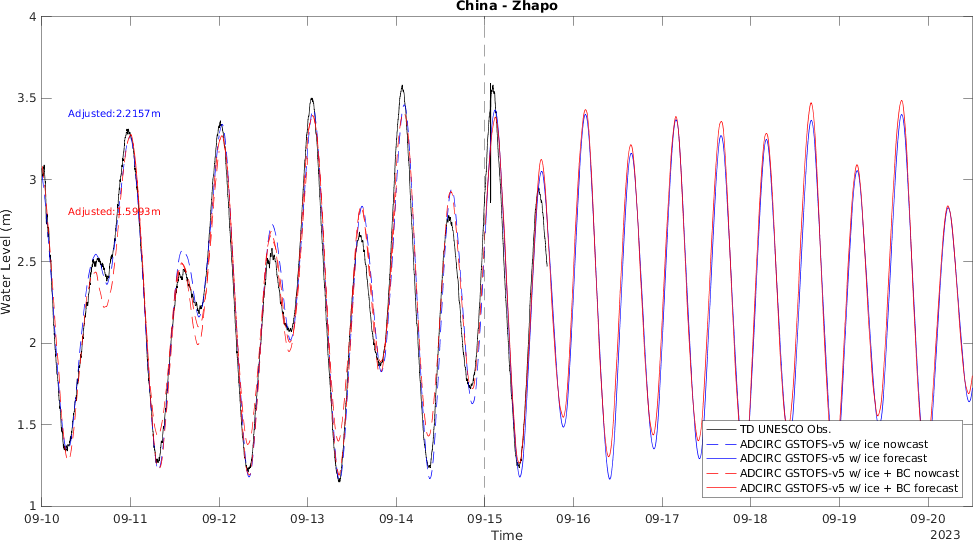 China - Zhapo
4
3.5
3
2.5
2
1.5
1
Water Level (m)
Adjusted:2.2157m
Adjusted:1.5993m
TD UNESCO Obs.
ADCIRC GSTOFS-v5 w/ ice nowcast
ADCIRC GSTOFS-v5 w/ ice forecast
ADCIRC GSTOFS-v5 w/ ice + BC nowcast
ADCIRC GSTOFS-v5 w/ ice + BC forecast
09-10 09-11 09-12 09-13 09-14 09-15 09-16 09-17 09-18 09-19 09-20
Time
2023